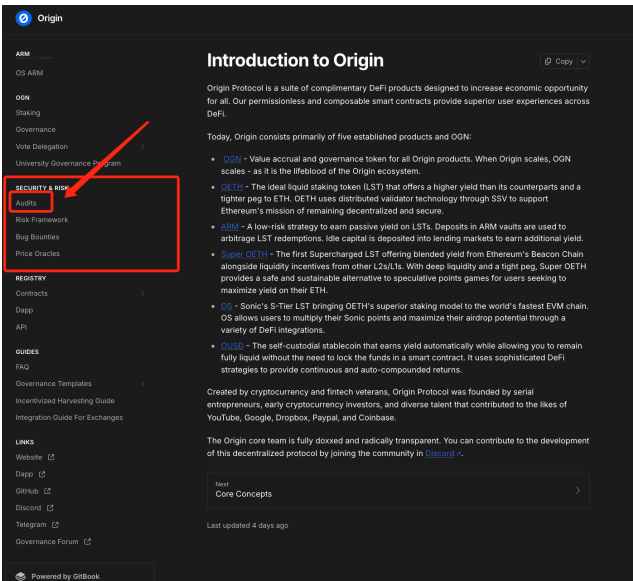 Origin
ARM
OS ARM
OGN
Staking
Governance
Vote Delegation
University Governance Program
SECURITY & RISK
Audits
Risk Framework
Bug Bounties
Price Oracles
REGISTRY
Contracts
Dapp
API
GUIDES
FAQ
Governance Templates
Incentivized Harvesting Guide
Integration Guide For Exchanges
LINKS
Website
Dapp
GitHub
Discord
Telegram
Governance Forum
Powered by GitBook
Introduction to Origin
Copy
Origin Protocol is a suite of complimentary DeFi products designed to increase economic opportunity
for all. Our permissionless and composable smart contracts provide superior user experiences across
DeFi.
Today, Origin consists primarily of five established products and OGN:
• OGN - Value accrual and governance token for all Origin products. When Origin scales, OGN
scales - as it is the lifeblood of the Origin ecosystem.
• OETH - The ideal liquid staking token (LST) that offers a higher yield than its counterparts and a
tighter peg to ETH. OETH uses distributed validator technology through SSV to support
Ethereum's mission of remaining decentralized and secure.
• ARM - A low-risk strategy to earn passive yield on LSTs. Deposits in ARM vaults are used to
arbitrage LST redemptions. Idle capital is deposited into lending markets to earn additional yield.
• Super OETH - The first Supercharged LST offering blended yield from Ethereum's Beacon Chain
alongside liquidity incentives from other L2s/L1s. With deep liquidity and a tight peg, Super OETH
provides a safe and sustainable alternative to speculative points games for users seeking to
maximize yield on their ETH.
• OS - Sonic's S-Tier LST bringing OETH's superior staking model to the world's fastest EVM chain.
OS allows users to multiply their Sonic points and maximize their airdrop potential through a
variety of DeFi integrations.
• OUSD - The self-custodial stablecoin that earns yield automatically while allowing you to remain
fully liquid without the need to lock the funds in a smart contract. It uses sophisticated DeFi
strategies to provide continuous and auto-compounded returns.
Created by cryptocurrency and fintech veterans, Origin Protocol was founded by serial
entrepreneurs, early cryptocurrency investors, and diverse talent that contributed to the likes of
YouTube, Google, Dropbox, Paypal, and Coinbase.
The Origin core team is fully doxxed and radically transparent. You can contribute to the development
of this decentralized protocol by joining the community in Discord.
Next
Core Concepts
Last updated 4 days ago